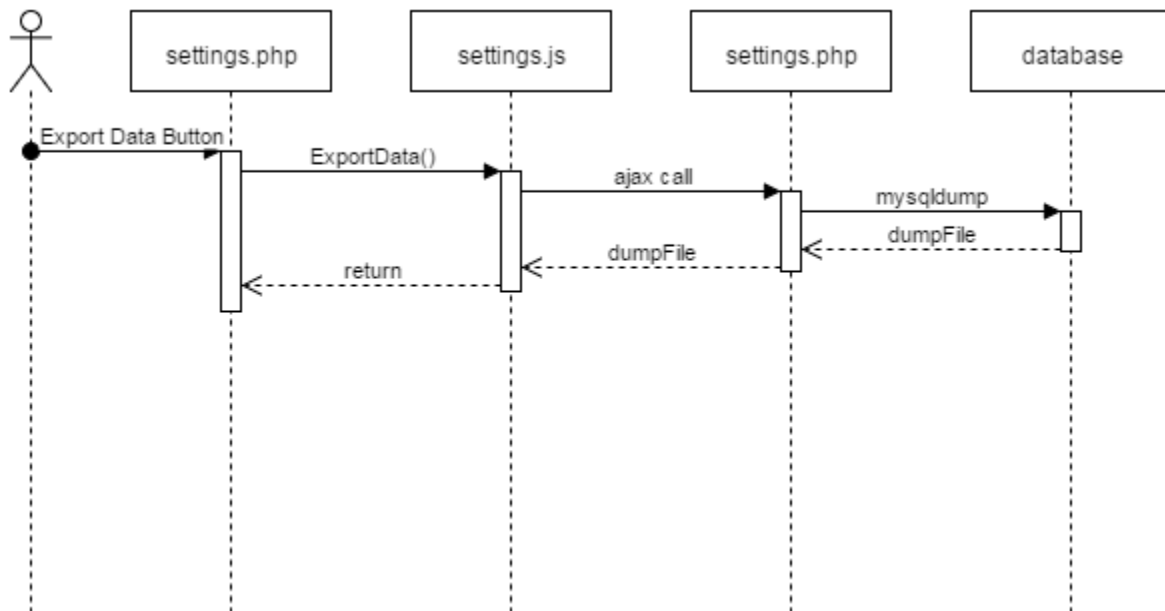 settings.php
settings.js
settings.php
database
Export Data Button
ExportData()
ajax call
mysqldump
dumpFile
dumpFile
return